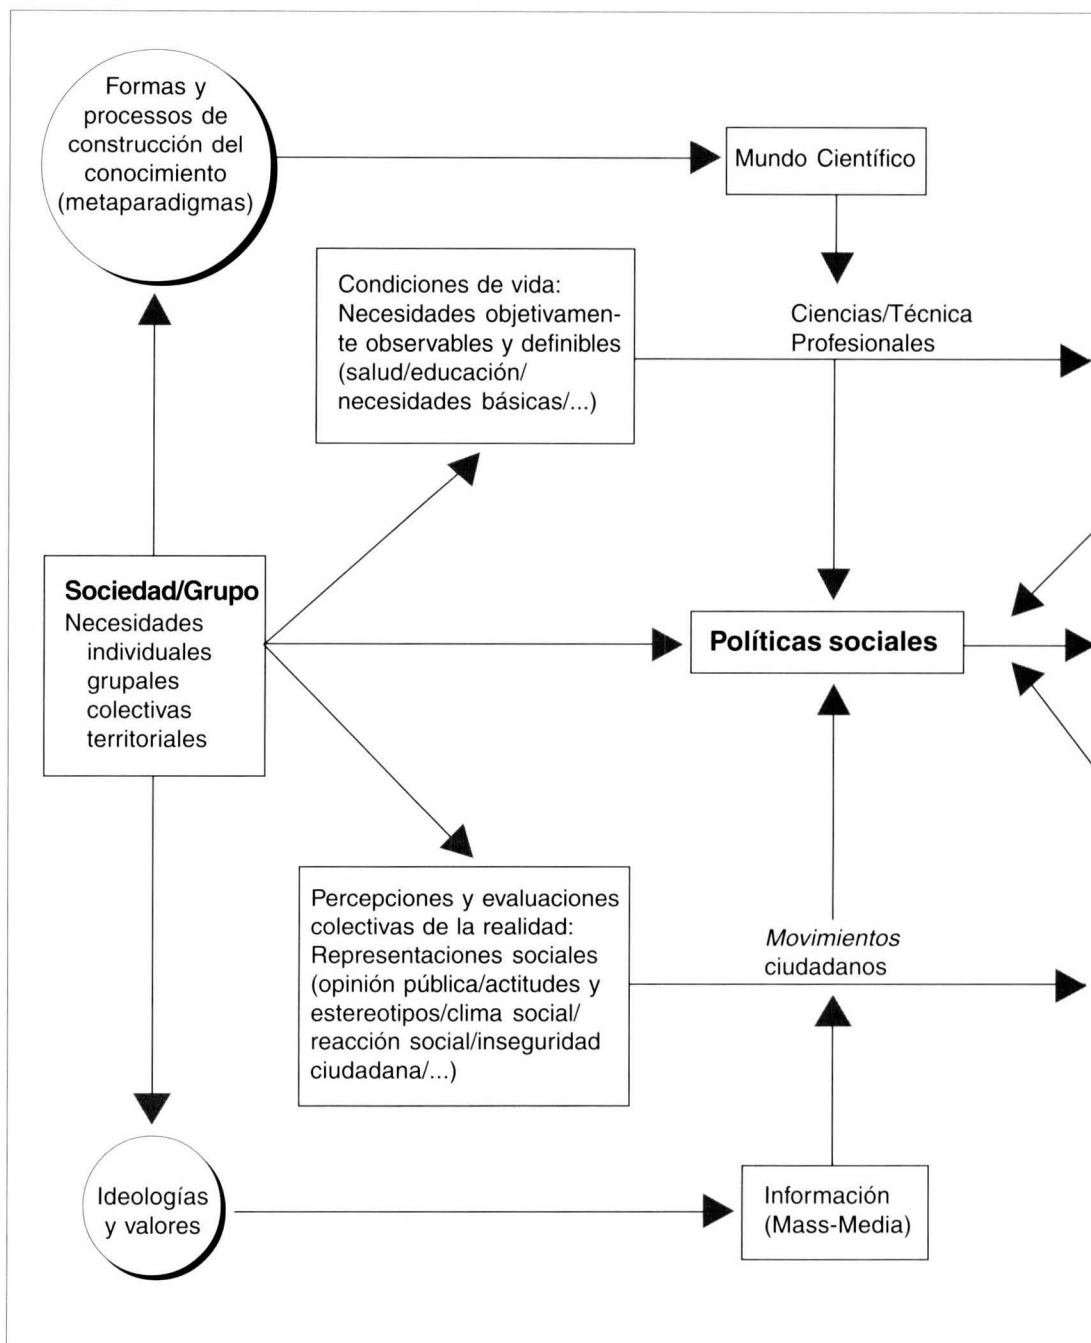 Formas y
processos de
construcción del
conocimiento
(metaparadigmas)
Mundo Científico
Condiciones de vida:
Necesidades objetivamen-
te observables y definibles
(salud/educación/
necesidades básicas/...)
Ciencias/Técnica
Profesionales
Sociedad/Grupo
Necesidades
individuales
grupales
colectivas
territoriales
Políticas sociales
Percepciones y evaluaciones
colectivas de la realidad:
Representaciones sociales
(opinión pública/actitudes y
estereotipos/clima social/
reacción social/inseguridad
ciudadana/...)
Movimientos
ciudadanos
Ideologías
y valores
Información
(Mass-Media)